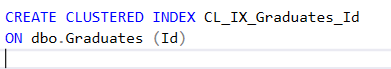 CREATE CLUSTERED INDEX CL_IX_Graduates_Id
ON dbo.Graduates (Id)